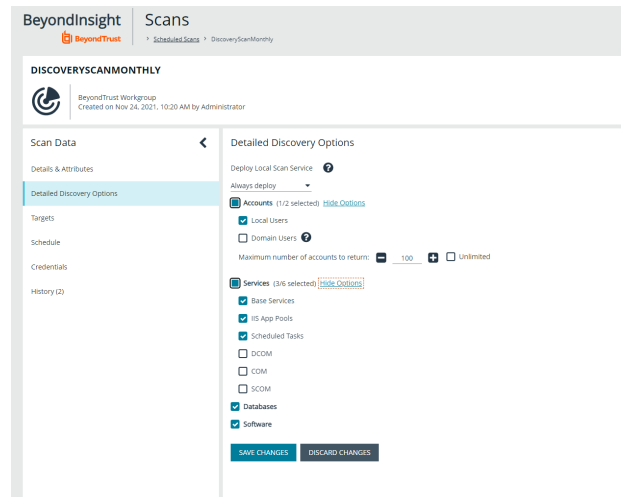 BeyondInsight
BeyondTrust
Scans
Scheduled Scans
DiscoveryScanMonthly
DISCOVERYSCANMONTHLY
BeyondTrust Workgroup
Created on Nov 24, 2021, 10:20 AM by Administrator
Scan Data
Details & Attributes
Detailed Discovery Options
Targets
Schedule
Credentials
History (2)
Detailed Discovery Options
Deploy Local Scan Service ?
Always deploy
Accounts (1/2 selected) Hide Options
Local Users
Domain Users ?
Maximum number of accounts to return: 100 Unlimited
Services (3/6 selected) Hide Options
Base Services
IIS App Pools
Scheduled Tasks
DCOM
COM
SCOM
Databases
Software
SAVE CHANGES DISCARD CHANGES